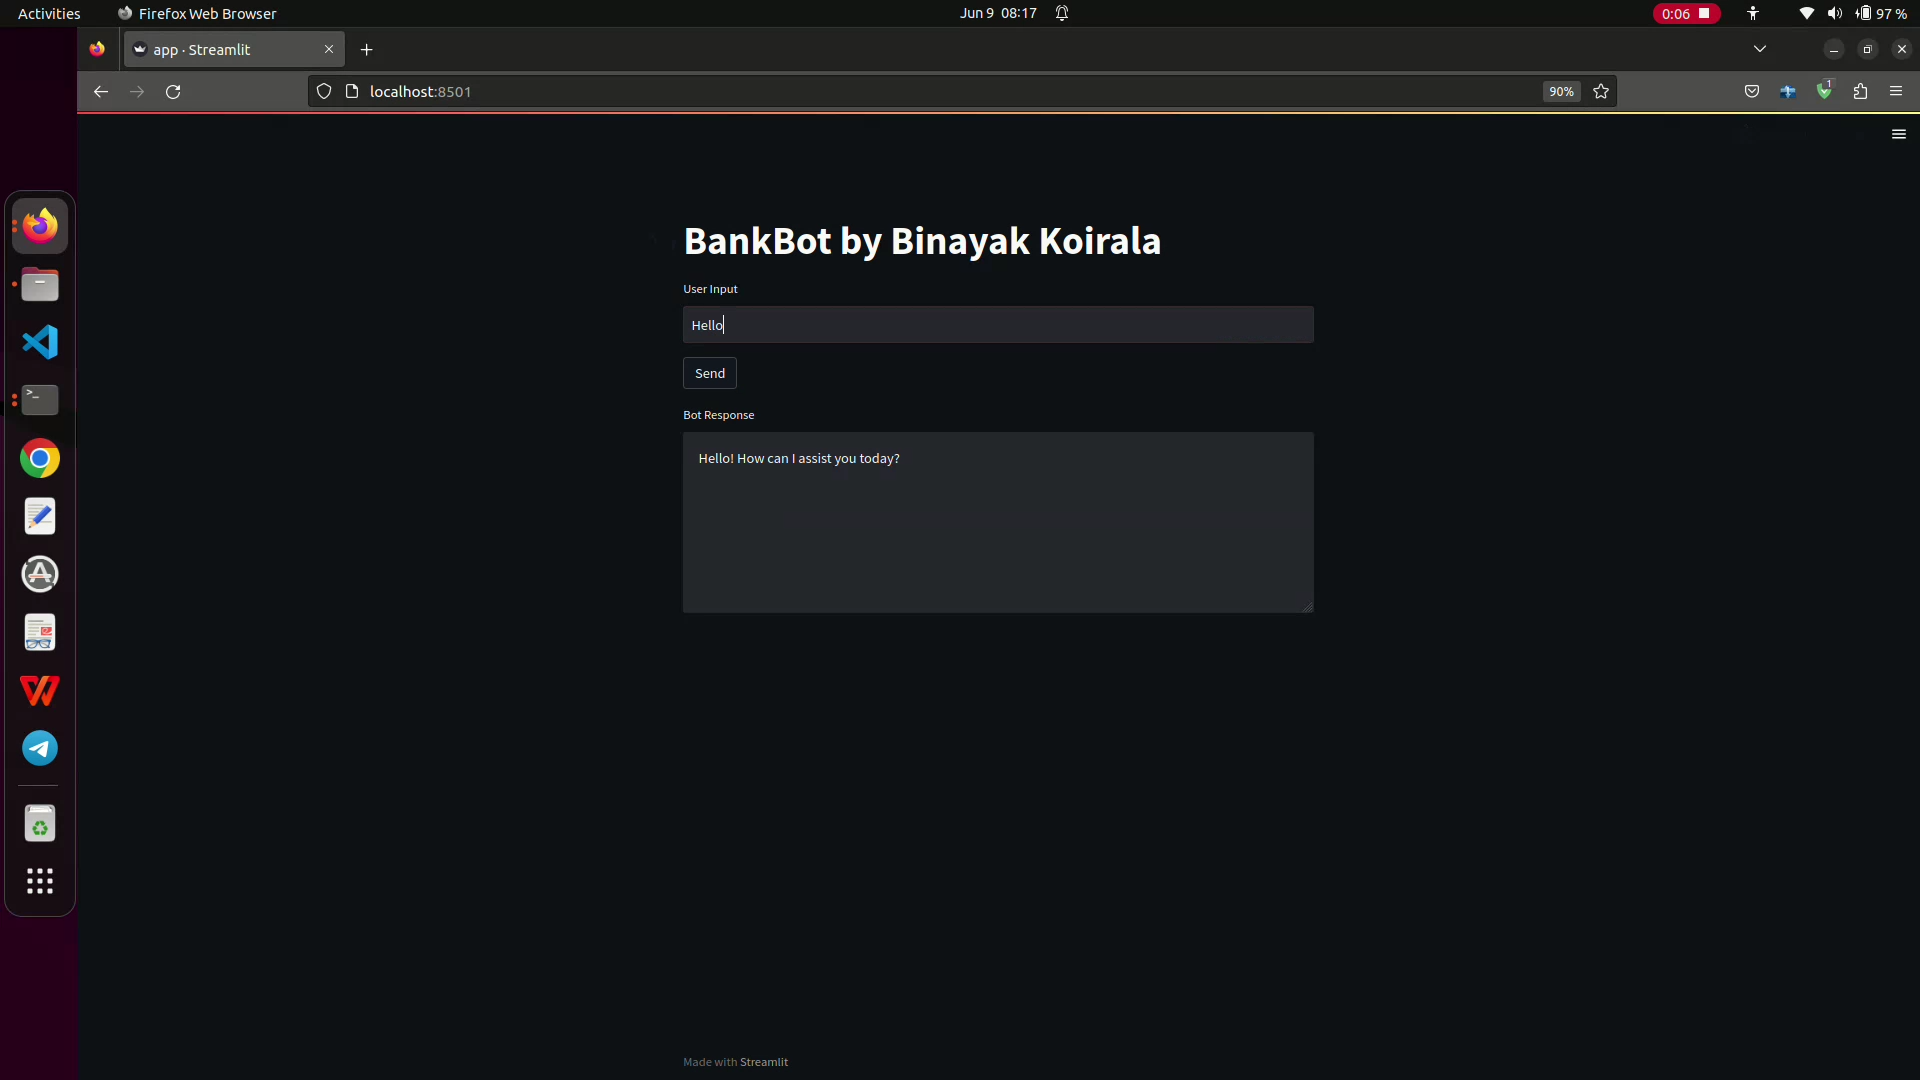 Activities
Firefox Web Browser
Jun 9 08:17
0:06
97 %
app · Streamlit
localhost:8501
90%
1
BankBot by Binayak Koirala
User Input
Hello
Send
Bot Response
Hello! How can I assist you today?
Made with Streamlit